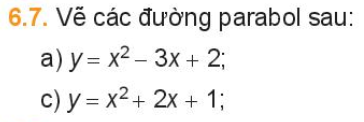 6.7. Vẽ các đường parabol sau:
a) y = x² – 3x + 2;
c) y = x² + 2x + 1;